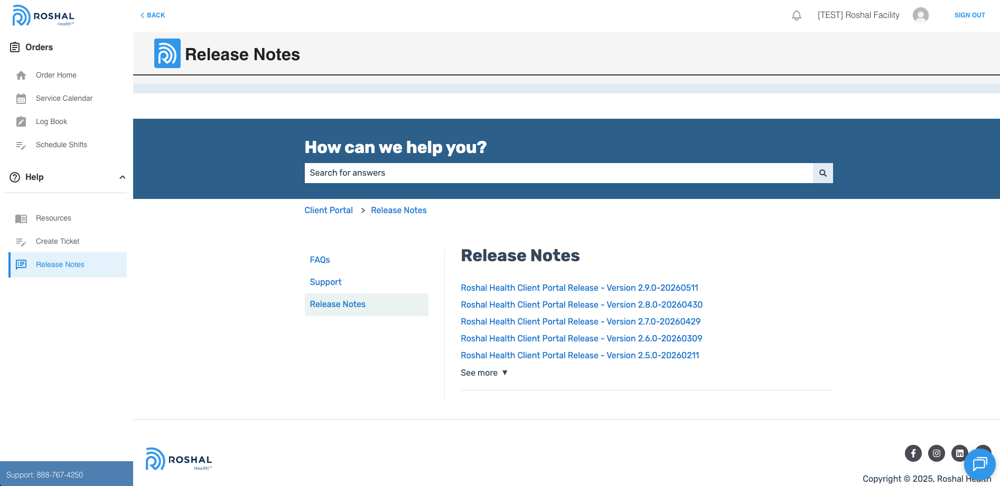 ROSHAL
Health™
BACK
[TEST] Roshal Facility
SIGN OUT
Orders
Order Home
Service Calendar
Log Book
Schedule Shifts
Help
Resources
Create Ticket
Release Notes
Support: 888-767-4250
Release Notes
How can we help you?
Search for answers
Client Portal > Release Notes
FAQs
Support
Release Notes
Release Notes
Roshal Health Client Portal Release - Version 2.9.0-20260511
Roshal Health Client Portal Release - Version 2.8.0-20260430
Roshal Health Client Portal Release - Version 2.7.0-20260429
Roshal Health Client Portal Release - Version 2.6.0-20260309
Roshal Health Client Portal Release - Version 2.5.0-20260211
See more ▼
ROSHAL
Health™
Copyright © 2025, Roshal Health